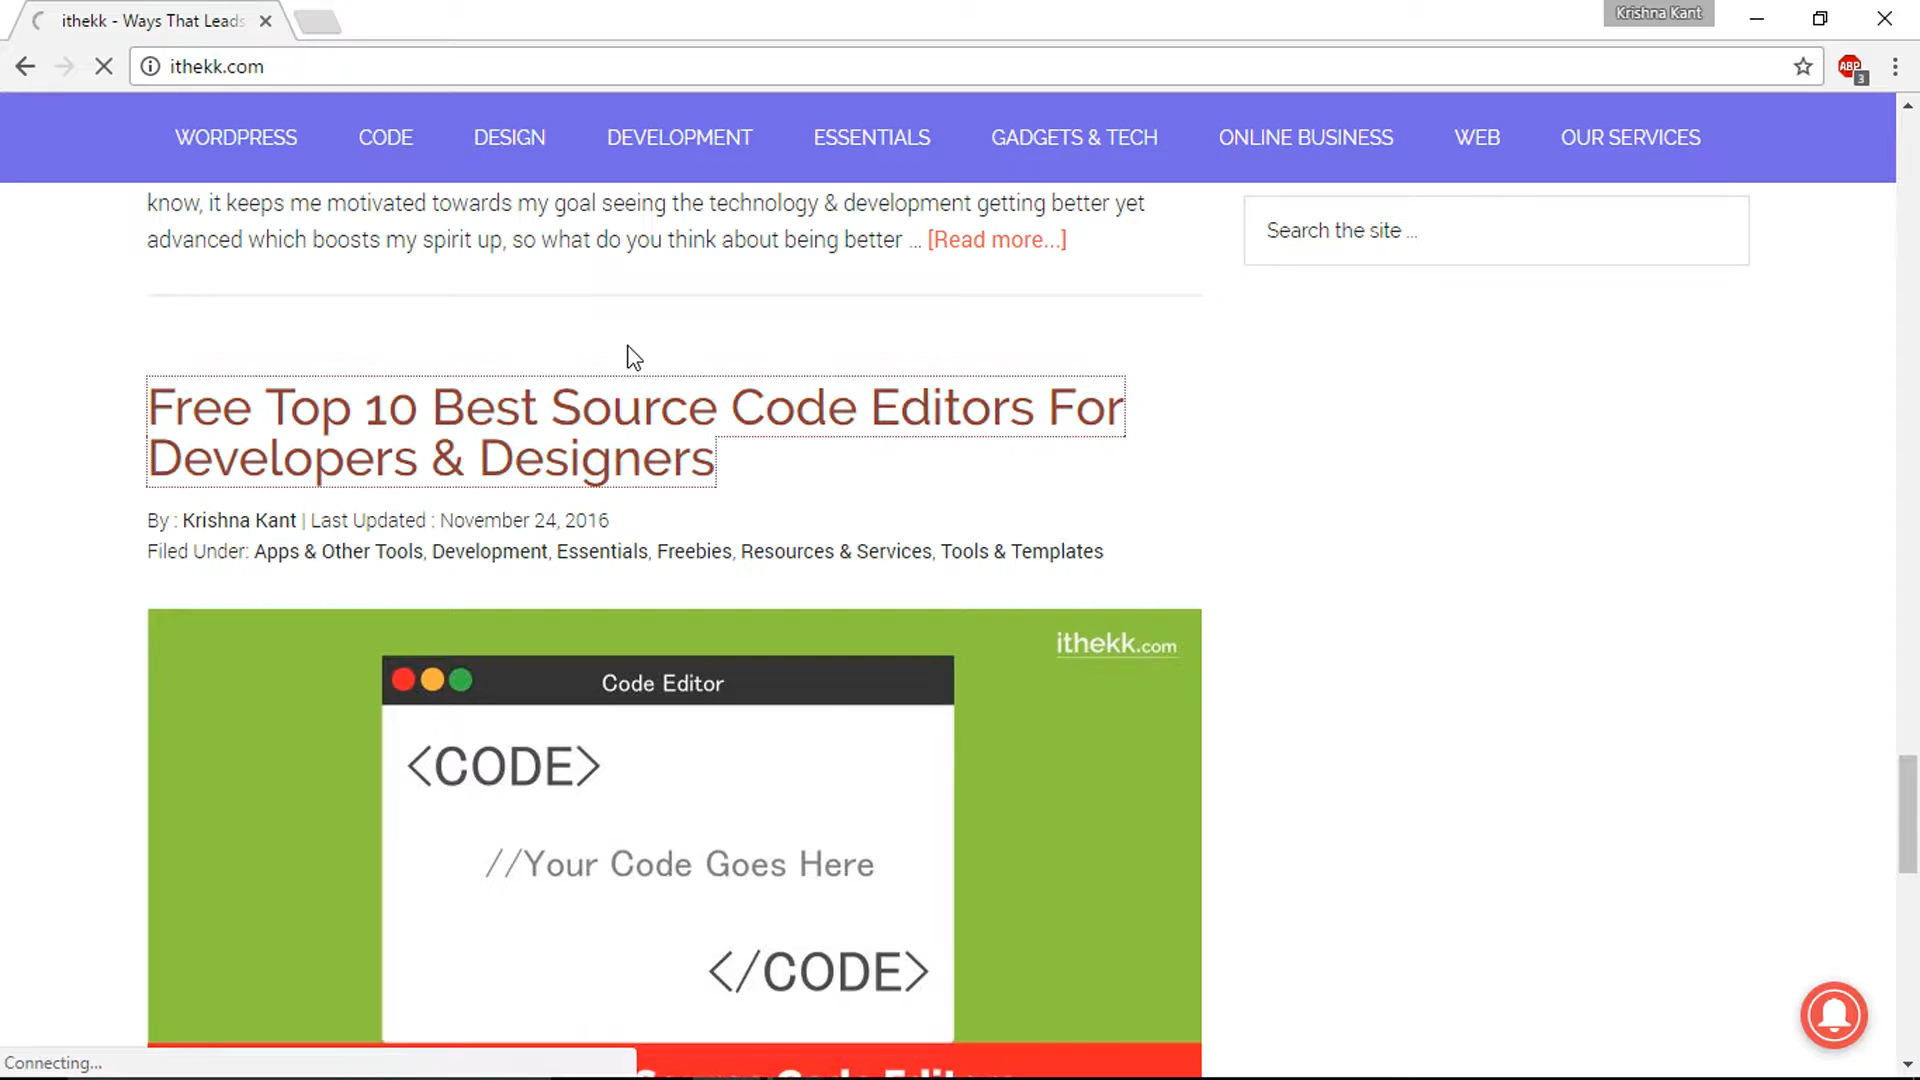 ithekk - Ways That Leads
Krishna Kant
ithekk.com
ABP
3
WORDPRESS CODE DESIGN DEVELOPMENT ESSENTIALS GADGETS & TECH ONLINE BUSINESS WEB OUR SERVICES
know, it keeps me motivated towards my goal seeing the technology & development getting better yet
advanced which boosts my spirit up, so what do you think about being better ... [Read more...]
Search the site ...
Free Top 10 Best Source Code Editors For
Developers & Designers
By : Krishna Kant | Last Updated : November 24, 2016
Filed Under: Apps & Other Tools, Development, Essentials, Freebies, Resources & Services, Tools & Templates
ithekk.com
Code Editor
<CODE>
//Your Code Goes Here
</CODE>
Source Code Editors
Connecting...